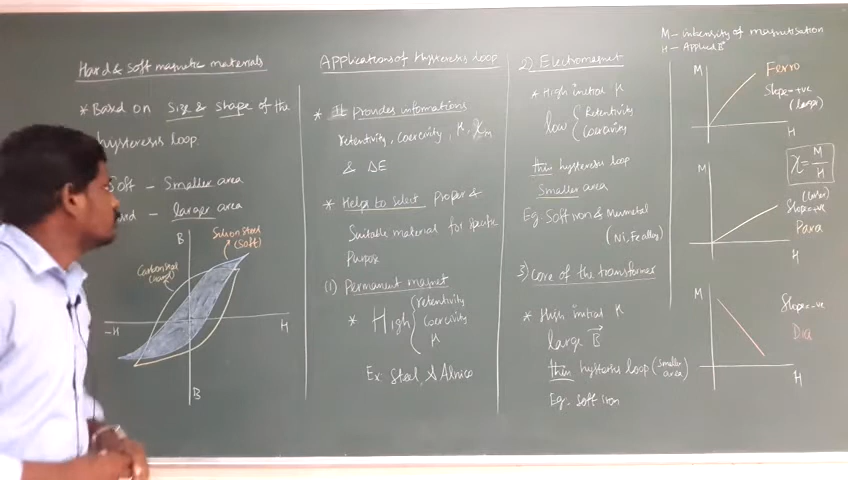 Hard & Soft magnetic materials
* Based on Size & Shape of the
hysteresis loop.
Soft - Smaller area
larger area
B
Silicon Steel
(Soft)
Carbon steel
(Hard)
-H
H
B
Applications of Hysteresis loop
* It Provides informations
retentivity, coercivity, μ, χm
& ΔE
* Helps to select Proper &
Suitable material for specific
Purpose
(1) Permanent magnet
* High { retentivity
Coercivity
μ
Ex Steel, & Alnico
2) Electromagnet
* High initial μ
low { Retentivity
Coercivity
thin hysteresis loop
Smaller area
Eg Soft iron & Mumetal
(Ni, Fe alloy)
3) Core of the transformer
* High initial μ
large B⃗
thin hysteresis loop (smaller area)
Eg - Soft iron
M - intensity of magnetisation
H - Applied B
M
Ferro
Slope=+ve
(large)
H
χ = M/H
M
Slope=+ve
Para
H
M
Slope=-ve
Dia
H